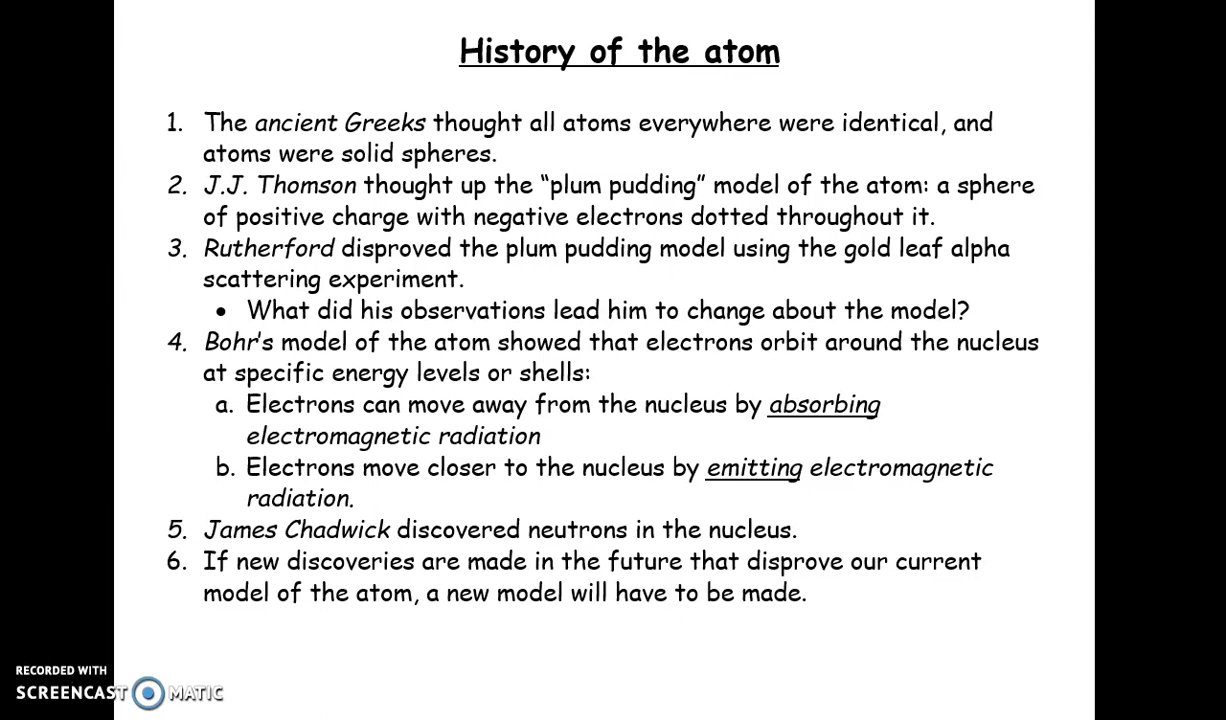 History of the atom
1. The ancient Greeks thought all atoms everywhere were identical, and
atoms were solid spheres.
2. J.J. Thomson thought up the “plum pudding” model of the atom: a sphere
of positive charge with negative electrons dotted throughout it.
3. Rutherford disproved the plum pudding model using the gold leaf alpha
scattering experiment.
• What did his observations lead him to change about the model?
4. Bohr's model of the atom showed that electrons orbit around the nucleus
at specific energy levels or shells:
a. Electrons can move away from the nucleus by absorbing
electromagnetic radiation
b. Electrons move closer to the nucleus by emitting electromagnetic
radiation.
5. James Chadwick discovered neutrons in the nucleus.
6. If new discoveries are made in the future that disprove our current
model of the atom, a new model will have to be made.
RECORDED WITH
SCREENCAST MATIC